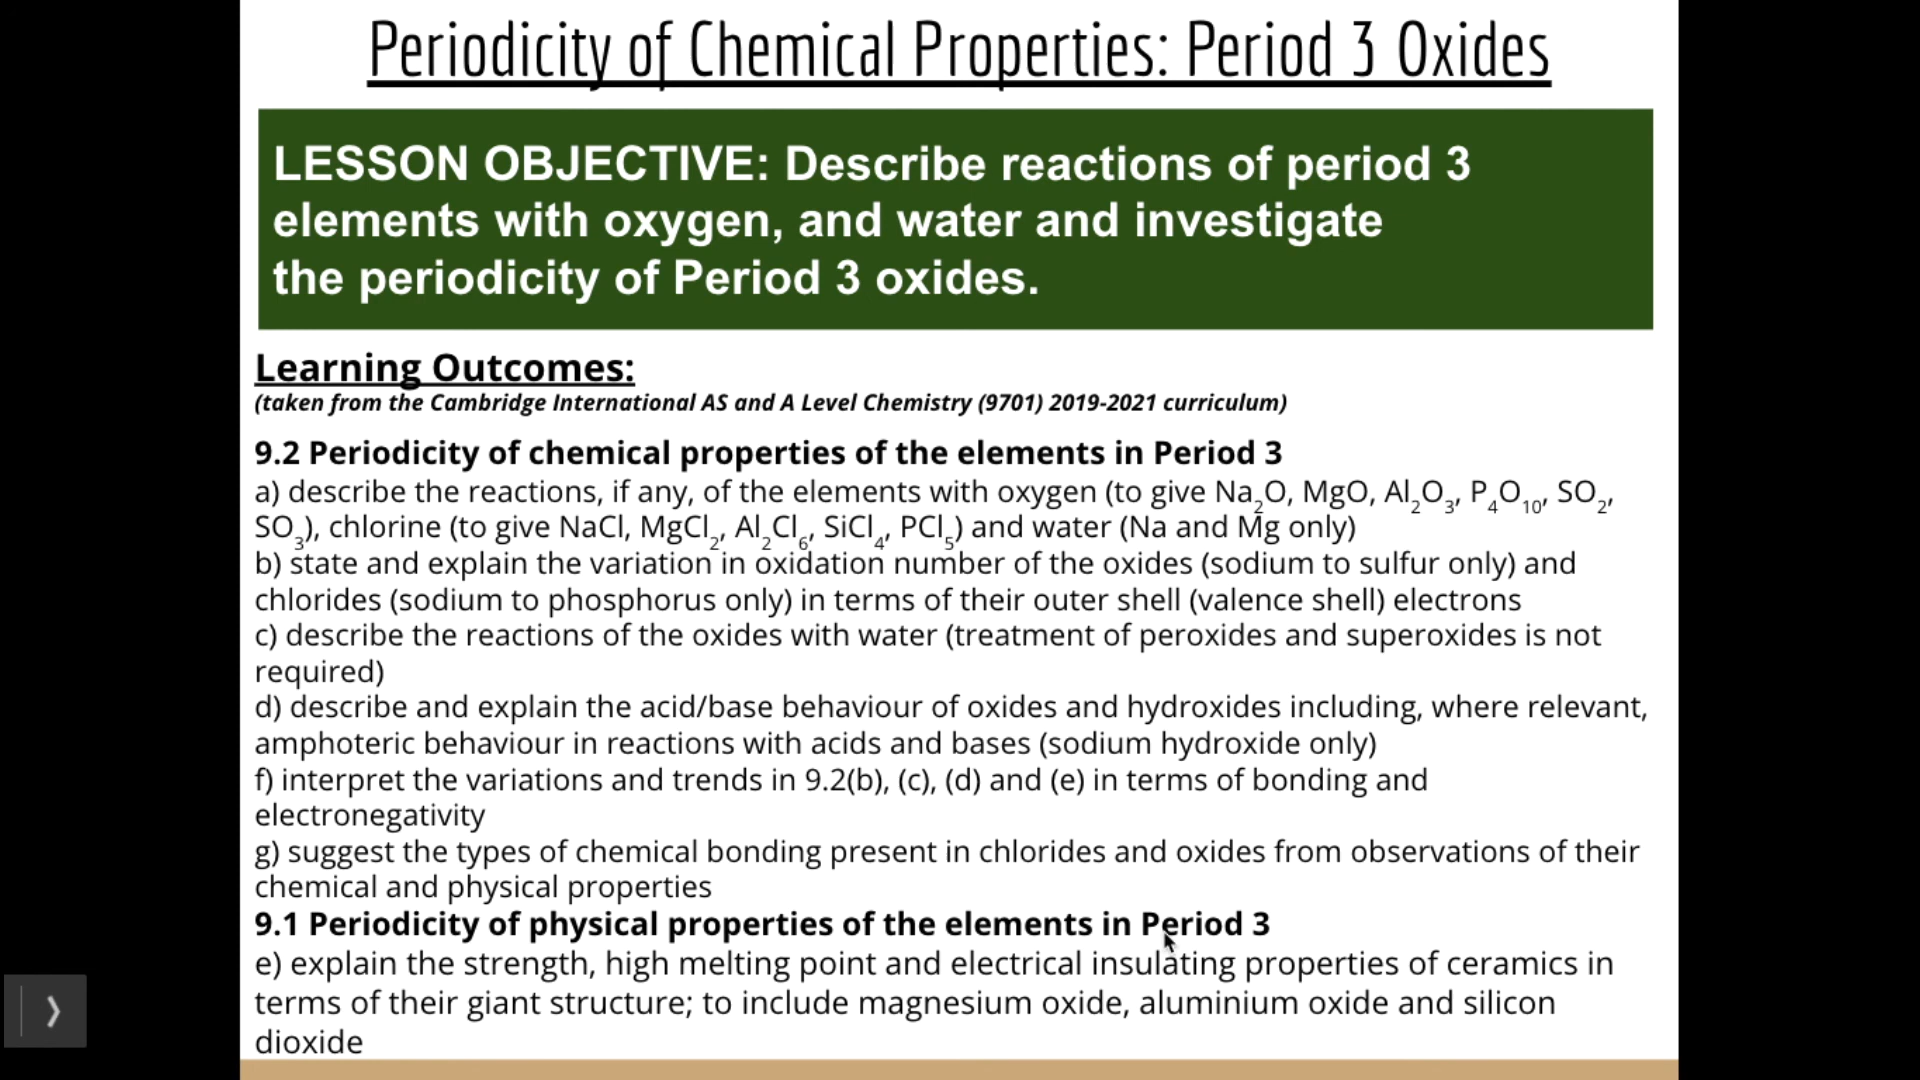 Periodicity of Chemical Properties: Period 3 Oxides
LESSON OBJECTIVE: Describe reactions of period 3
elements with oxygen, and water and investigate
the periodicity of Period 3 oxides.
Learning Outcomes:
(taken from the Cambridge International AS and A Level Chemistry (9701) 2019-2021 curriculum)
9.2 Periodicity of chemical properties of the elements in Period 3
a) describe the reactions, if any, of the elements with oxygen (to give Na₂O, MgO, Al₂O₃, P₄O₁₀, SO₂,
SO₃), chlorine (to give NaCl, MgCl₂, Al₂Cl₆, SiCl₄, PCl₅) and water (Na and Mg only)
b) state and explain the variation in oxidation number of the oxides (sodium to sulfur only) and
chlorides (sodium to phosphorus only) in terms of their outer shell (valence shell) electrons
c) describe the reactions of the oxides with water (treatment of peroxides and superoxides is not
required)
d) describe and explain the acid/base behaviour of oxides and hydroxides including, where relevant,
amphoteric behaviour in reactions with acids and bases (sodium hydroxide only)
f) interpret the variations and trends in 9.2(b), (c), (d) and (e) in terms of bonding and
electronegativity
g) suggest the types of chemical bonding present in chlorides and oxides from observations of their
chemical and physical properties
9.1 Periodicity of physical properties of the elements in Period 3
e) explain the strength, high melting point and electrical insulating properties of ceramics in
terms of their giant structure; to include magnesium oxide, aluminium oxide and silicon
dioxide